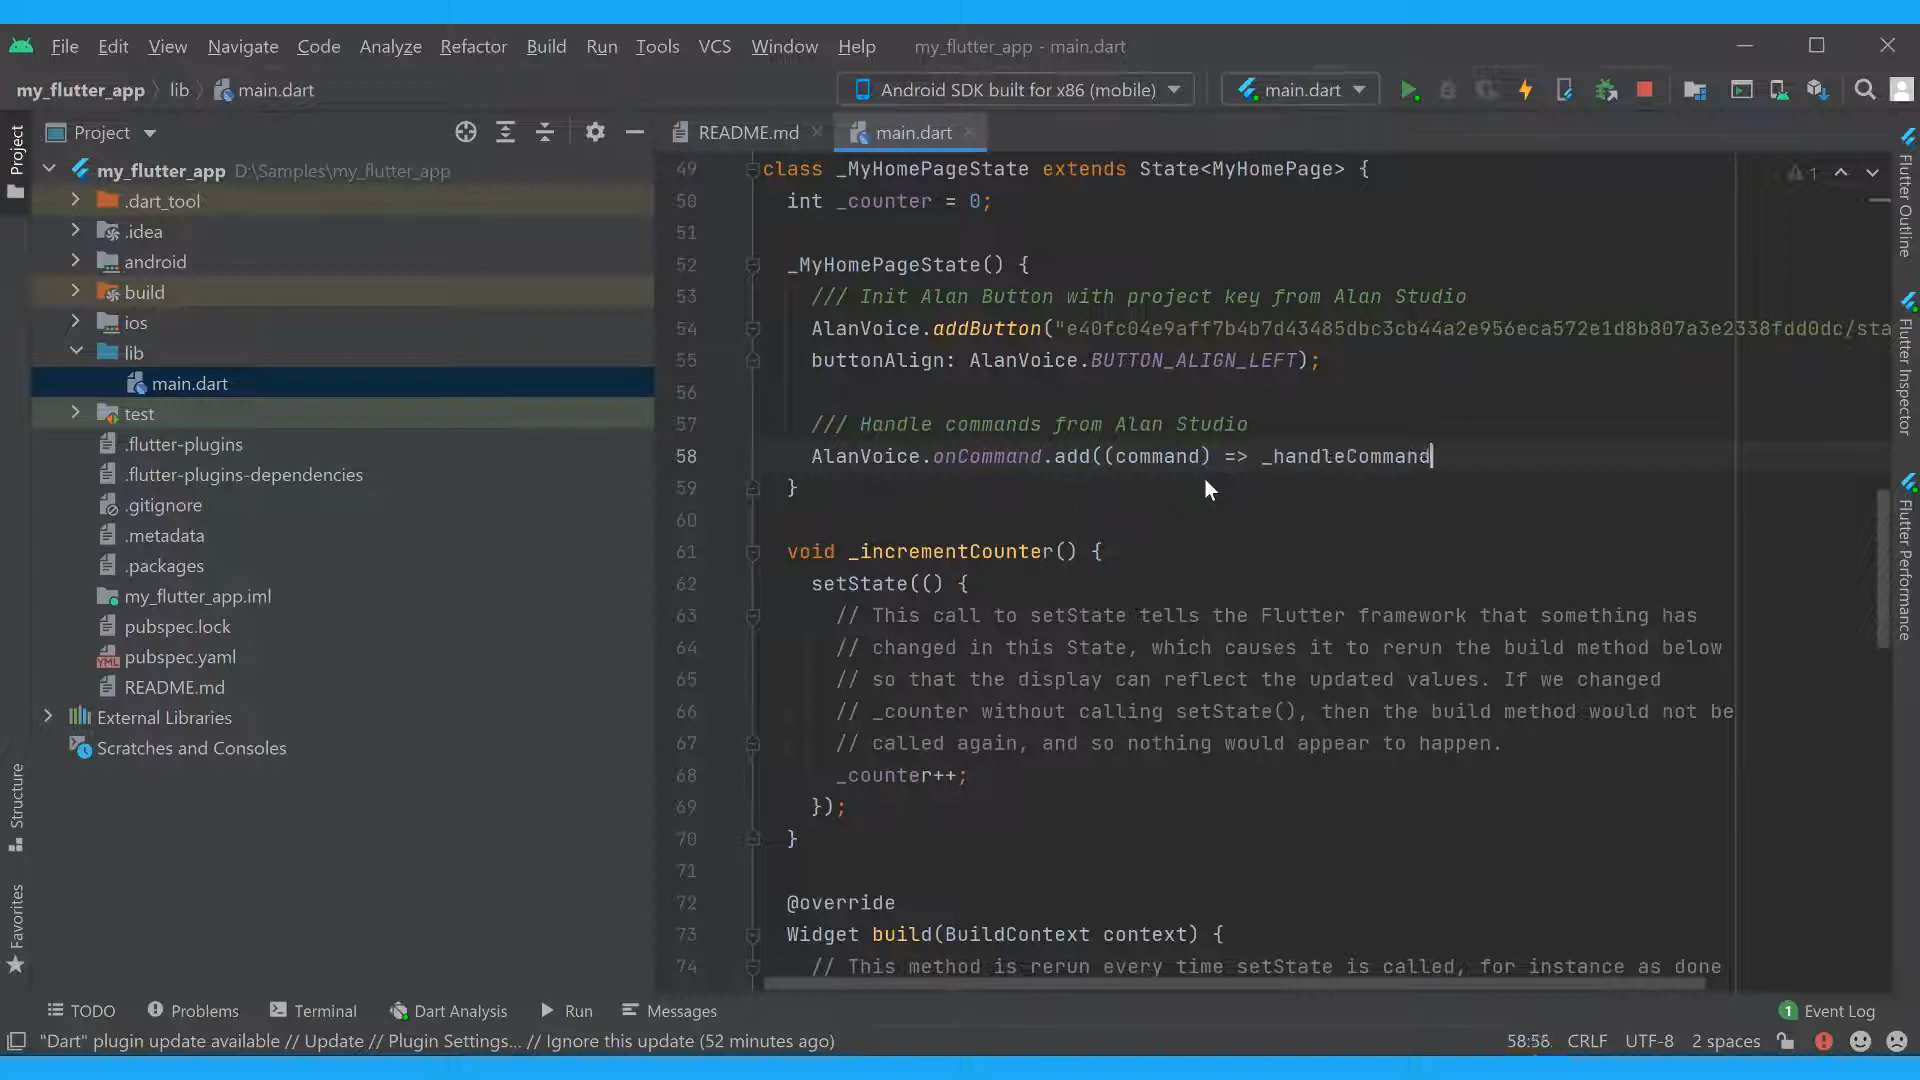 File Edit View Navigate Code Analyze Refactor Build Run Tools VCS Window Help my_flutter_app - main.dart
my_flutter_app lib main.dart Android SDK built for x86 (mobile) main.dart
Project
README.md main.dart
Project
my_flutter_app D:\Samples\my_flutter_app
.dart_tool
.idea
android
build
ios
lib
main.dart
test
.flutter-plugins
.flutter-plugins-dependencies
.gitignore
.metadata
.packages
my_flutter_app.iml
pubspec.lock
pubspec.yaml
README.md
External Libraries
Scratches and Consoles
Structure
Favorites
49 class _MyHomePageState extends State<MyHomePage> {
50 int _counter = 0;
51
52 _MyHomePageState() {
53 /// Init Alan Button with project key from Alan Studio
54 AlanVoice.addButton("e40fc04e9aff7b4b7d43485dbc3cb44a2e956eca572e1d8b807a3e2338fdd0dc/sta
55 buttonAlign: AlanVoice.BUTTON_ALIGN_LEFT);
56
57 /// Handle commands from Alan Studio
58 AlanVoice.onCommand.add((command) => _handleCommand
59 }
60
61 void _incrementCounter() {
62 setState(() {
63 // This call to setState tells the Flutter framework that something has
64 // changed in this State, which causes it to rerun the build method below
65 // so that the display can reflect the updated values. If we changed
66 // _counter without calling setState(), then the build method would not be
67 // called again, and so nothing would appear to happen.
68 _counter++;
69 });
70 }
71
72 @override
73 Widget build(BuildContext context) {
74 // This method is rerun every time setState is called, for instance as done
1
Flutter Outline
Flutter Inspector
Flutter Performance
TODO Problems Terminal Dart Analysis Run Messages 1 Event Log
"Dart" plugin update available // Update // Plugin Settings... // Ignore this update (52 minutes ago) 58:56 CRLF UTF-8 2 spaces